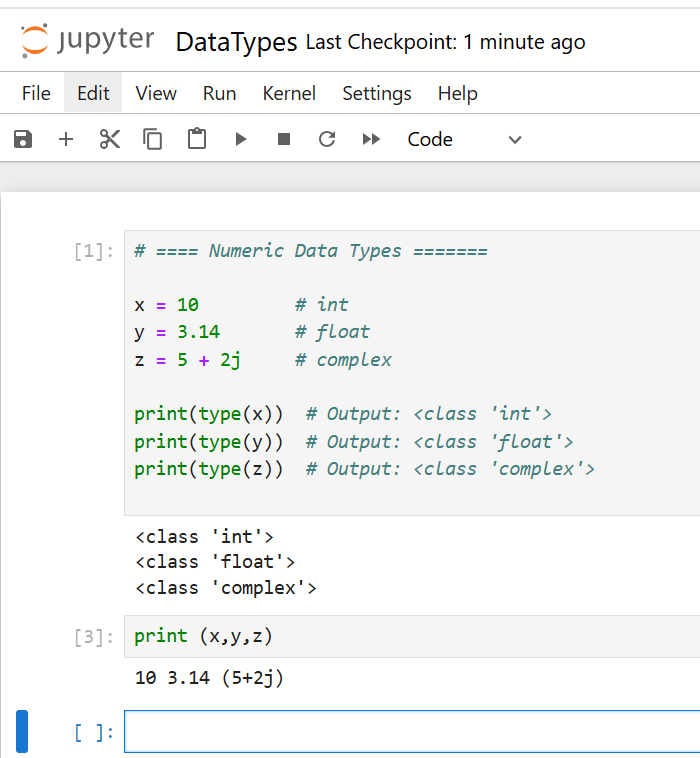 jupyter DataTypes Last Checkpoint: 1 minute ago
File Edit View Run Kernel Settings Help
Code
[1]: # ==== Numeric Data Types =======
x = 10 # int
y = 3.14 # float
z = 5 + 2j # complex
print(type(x)) # Output: <class 'int'>
print(type(y)) # Output: <class 'float'>
print(type(z)) # Output: <class 'complex'>
<class 'int'>
<class 'float'>
<class 'complex'>
[3]: print (x,y,z)
10 3.14 (5+2j)
[ ]: